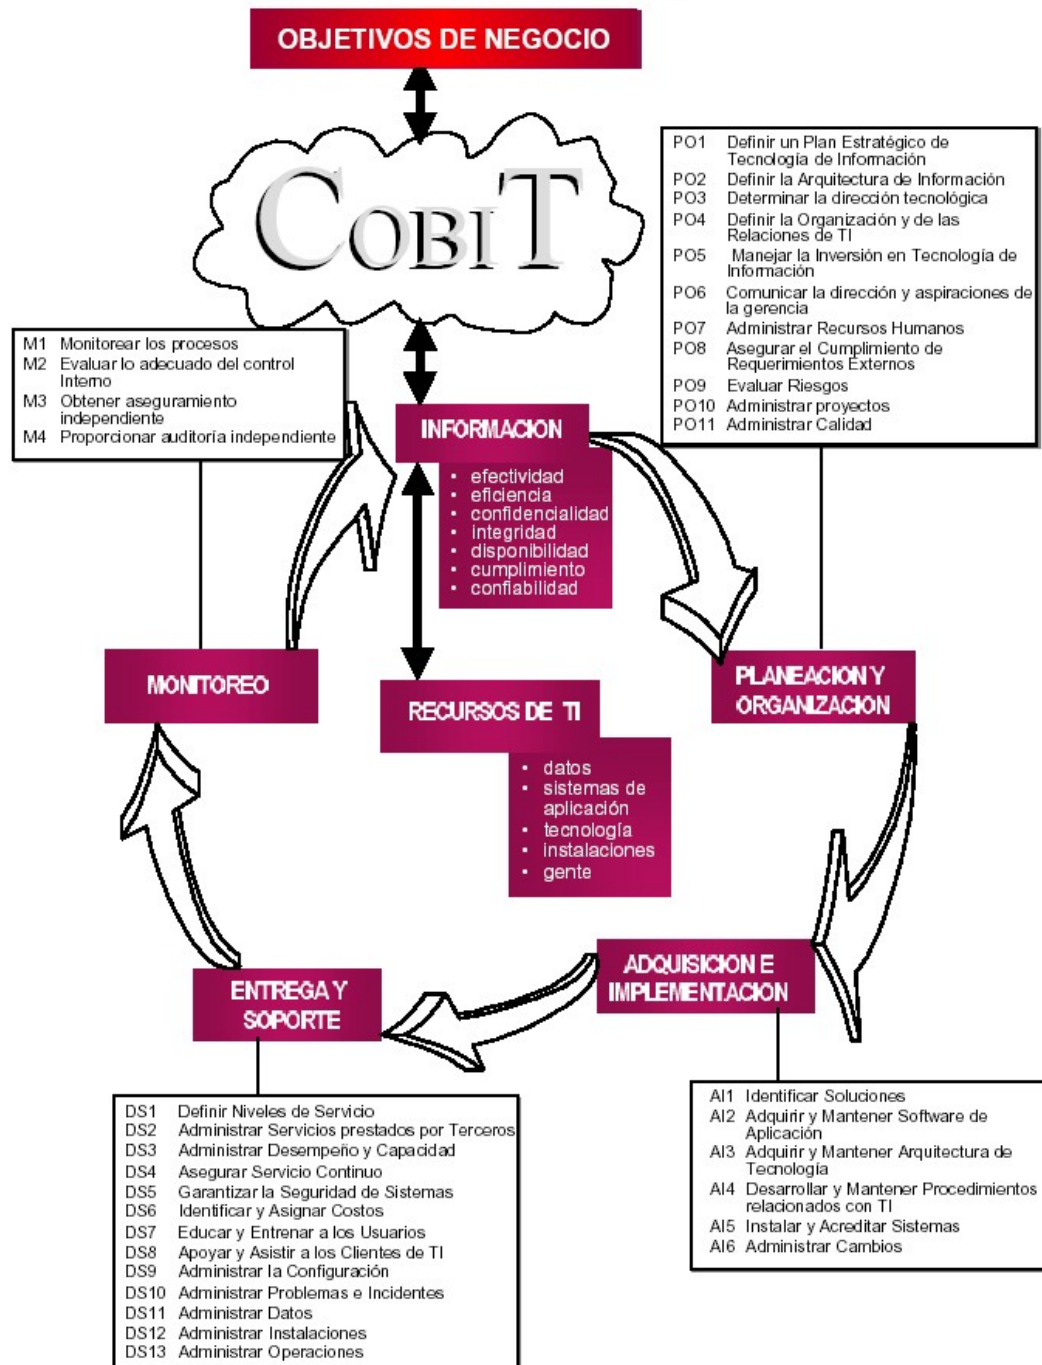 OBJETIVOS DE NEGOCIO
COBIT
PO1 Definir un Plan Estratégico de
Tecnología de Información
PO2 Definir la Arquitectura de Información
PO3 Determinar la dirección tecnológica
PO4 Definir la Organización y de las
Relaciones de TI
PO5 Manejar la Inversión en Tecnología de
Información
PO6 Comunicar la dirección y aspiraciones de
la gerencia
PO7 Administrar Recursos Humanos
PO8 Asegurar el Cumplimiento de
Requerimientos Externos
PO9 Evaluar Riesgos
PO10 Administrar proyectos
PO11 Administrar Calidad
M1 Monitorear los procesos
M2 Evaluar lo adecuado del control
Interno
M3 Obtener aseguramiento
independiente
M4 Proporcionar auditoría independiente
INFORMACION
• efectividad
• eficiencia
• confidencialidad
• integridad
• disponibilidad
• cumplimiento
• confiabilidad
MONITOREO
PLANEACION Y
ORGANIZACION
RECURSOS DE TI
• datos
• sistemas de
aplicación
• tecnología
• instalaciones
• gente
ADQUISICION E
IMPLEMENTACION
ENTREGA Y
SOPORTE
DS1 Definir Niveles de Servicio
DS2 Administrar Servicios prestados por Terceros
DS3 Administrar Desempeño y Capacidad
DS4 Asegurar Servicio Continuo
DS5 Garantizar la Seguridad de Sistemas
DS6 Identificar y Asignar Costos
DS7 Educar y Entrenar a los Usuarios
DS8 Apoyar y Asistir a los Clientes de TI
DS9 Administrar la Configuración
DS10 Administrar Problemas e Incidentes
DS11 Administrar Datos
DS12 Administrar Instalaciones
DS13 Administrar Operaciones
AI1 Identificar Soluciones
AI2 Adquirir y Mantener Software de
Aplicación
AI3 Adquirir y Mantener Arquitectura de
Tecnología
AI4 Desarrollar y Mantener Procedimientos
relacionados con TI
AI5 Instalar y Acreditar Sistemas
AI6 Administrar Cambios